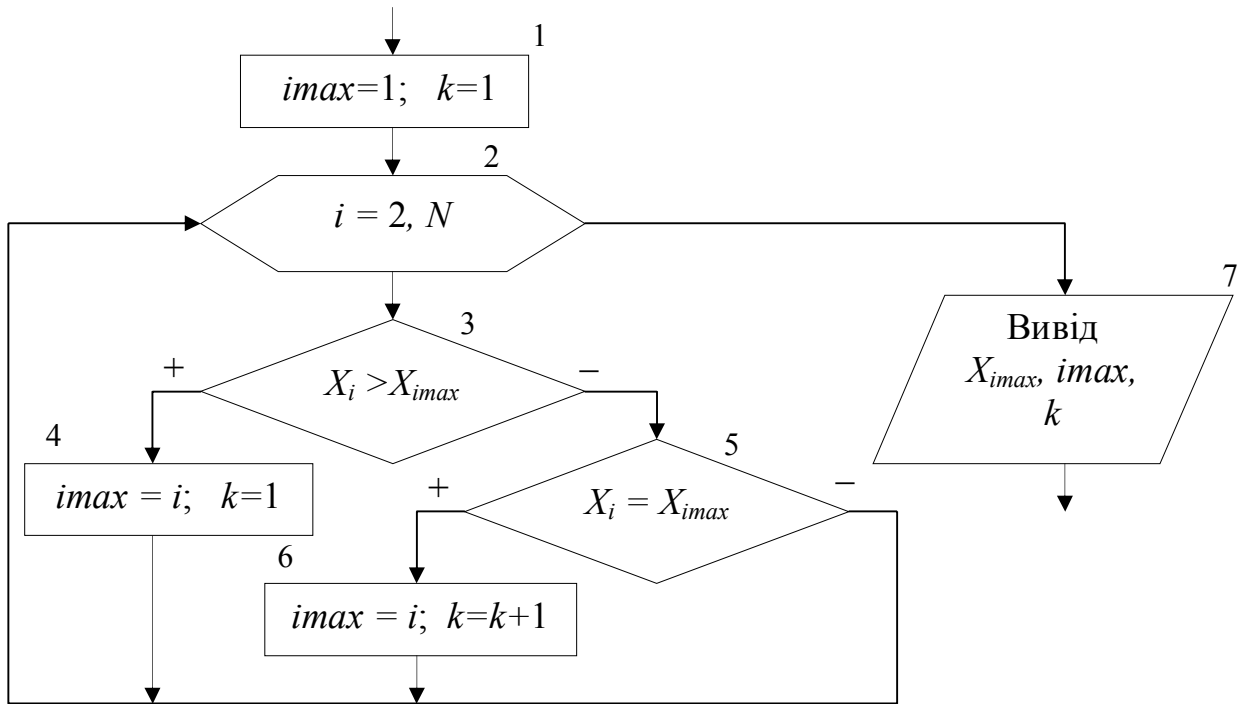 1
imax=1; k=1
2
i = 2, N
7
Вивід
X_imax, imax,
k
3
+
X_i >X_imax
–
4
imax = i; k=1
5
+
X_i = X_imax
–
6
imax = i; k=k+1